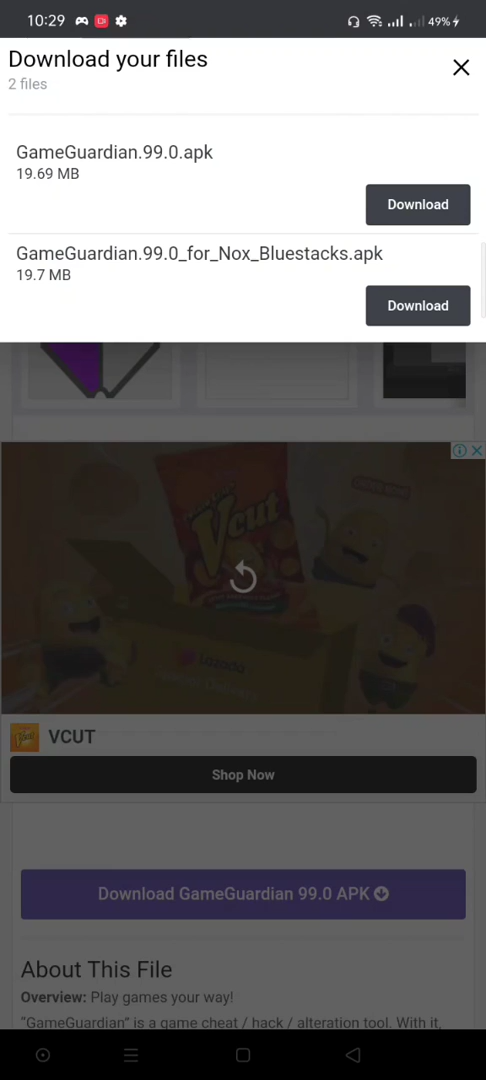 10:29
49%
Download your files
2 files
GameGuardian.99.0.apk
19.69 MB
Download
GameGuardian.99.0_for_Nox_Bluestacks.apk
19.7 MB
Download
Vcut
Lazada
VCUT
Shop Now
Download GameGuardian 99.0 APK
About This File
Overview: Play games your way!
"GameGuardian" is a game cheat / hack / alteration tool. With it,